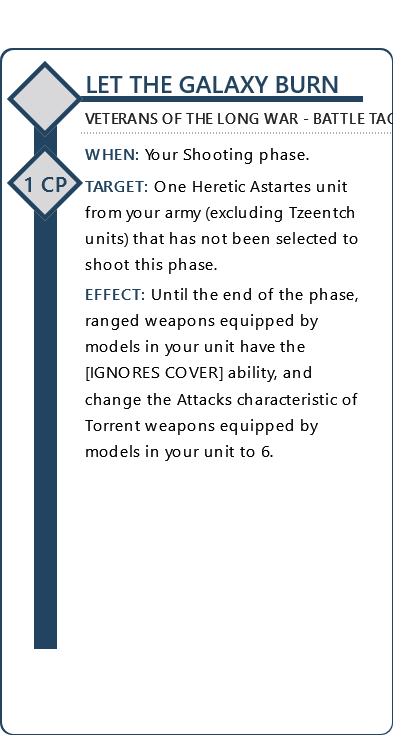 LET THE GALAXY BURN
VETERANS OF THE LONG WAR - BATTLE TAC
1 CP
WHEN: Your Shooting phase.
TARGET: One Heretic Astartes unit
from your army (excluding Tzeentch
units) that has not been selected to
shoot this phase.
EFFECT: Until the end of the phase,
ranged weapons equipped by
models in your unit have the
[IGNORES COVER] ability, and
change the Attacks characteristic of
Torrent weapons equipped by
models in your unit to 6.